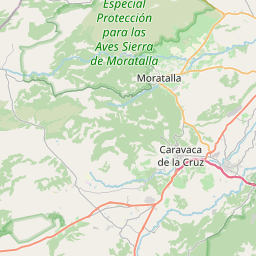 Especial
Protección
para las
Aves Sierra
de Moratalla
Moratalla
Caravaca
de la Cruz